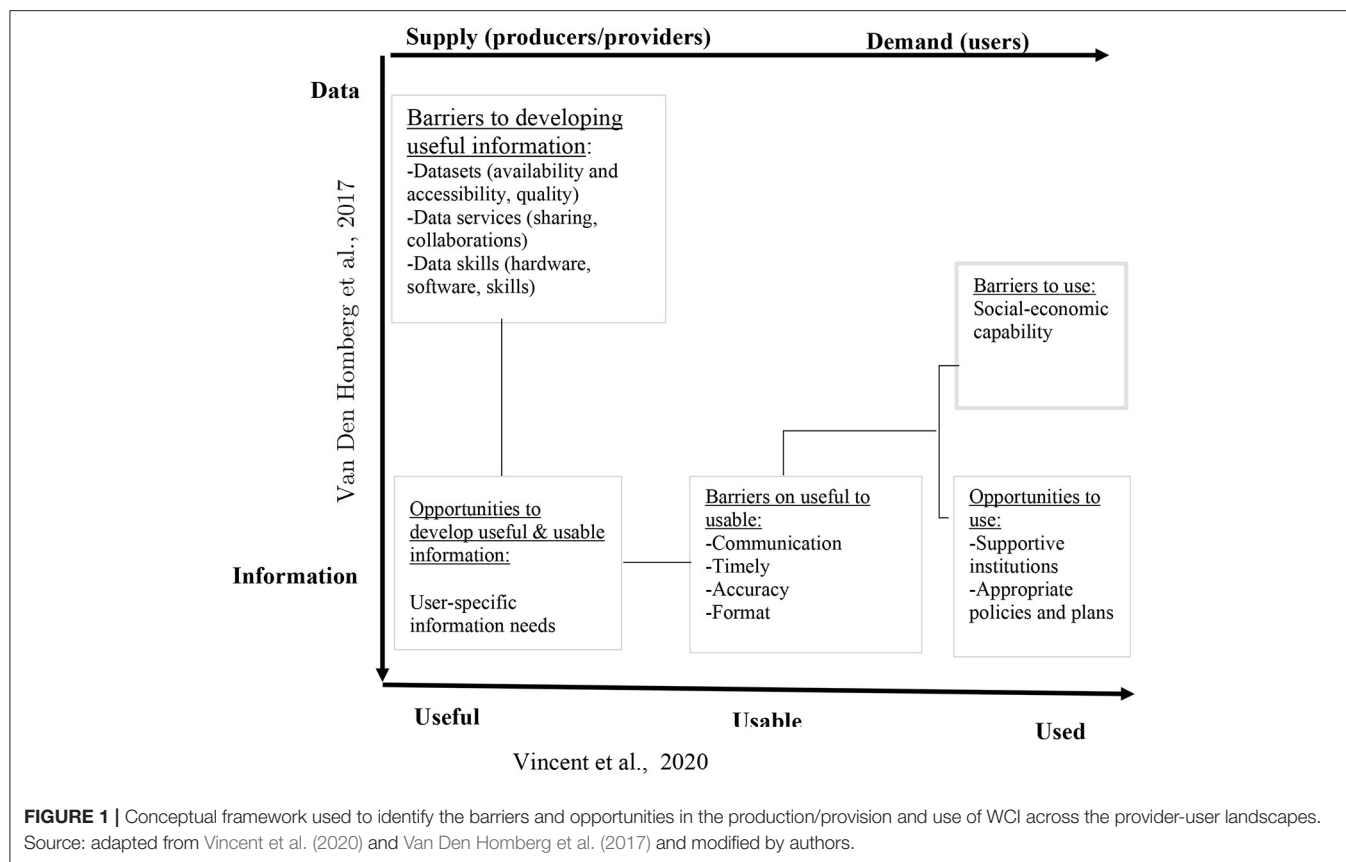 Supply (producers/providers)
Demand (users)
Data
Barriers to developing
useful information:
-Datasets (availability and
accessibility, quality)
-Data services (sharing,
collaborations)
-Data skills (hardware,
software, skills)
Van Den Homberg et al., 2017
Barriers to use:
Social-economic
capability
Opportunities to
develop useful & usable
information:
User-specific
information needs
Barriers on useful to
usable:
-Communication
-Timely
-Accuracy
-Format
Opportunities to
use:
-Supportive
institutions
-Appropriate
policies and plans
Information
Useful
Usable
Used
Vincent et al., 2020
FIGURE 1 | Conceptual framework used to identify the barriers and opportunities in the production/provision and use of WCI across the provider-user landscapes.
Source: adapted from Vincent et al. (2020) and Van Den Homberg et al. (2017) and modified by authors.